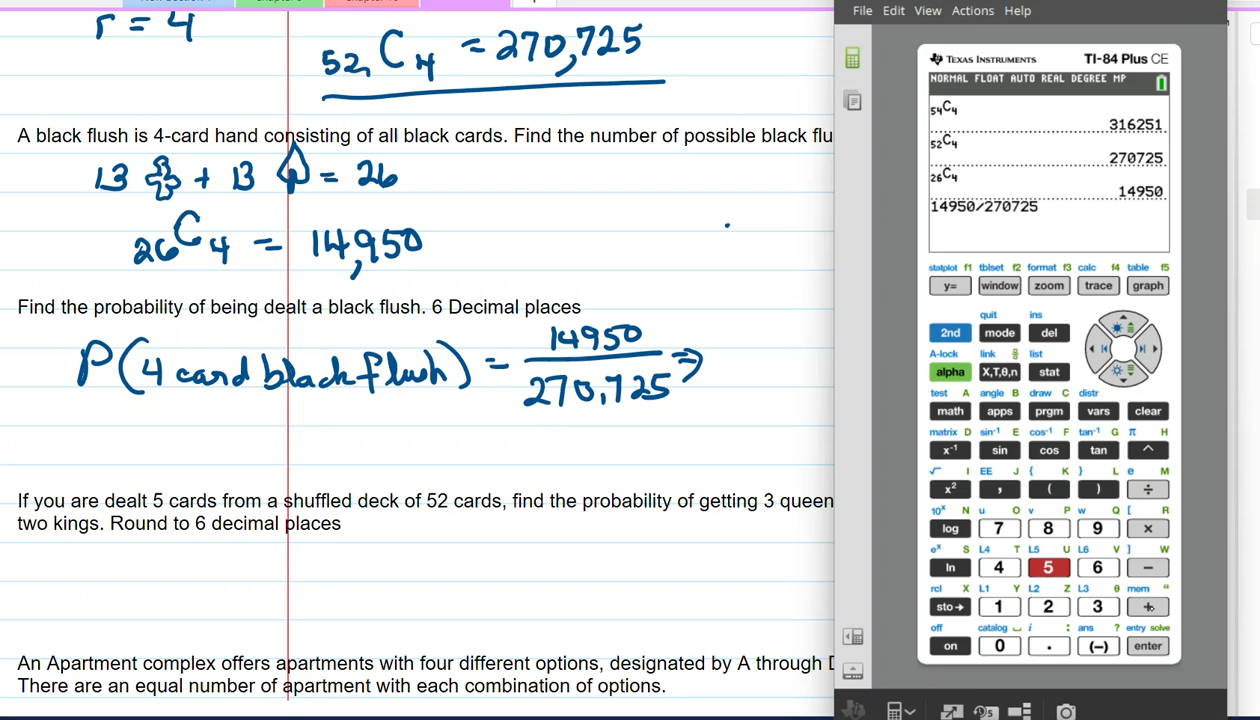 r = 4
52 C 4 = 270,725
A black flush is 4-card hand consisting of all black cards. Find the number of possible black flu
13 + 13 = 26
26 C 4 = 14,950
Find the probability of being dealt a black flush. 6 Decimal places
P(4 card black flush) = 14950 / 270,725 ⇒
If you are dealt 5 cards from a shuffled deck of 52 cards, find the probability of getting 3 queen
two kings. Round to 6 decimal places
An Apartment complex offers apartments with four different options, designated by A through D
There are an equal number of apartment with each combination of options.
File Edit View Actions Help
TEXAS INSTRUMENTS TI-84 Plus CE
NORMAL FLOAT AUTO REAL DEGREE MP
54C4
316251
52C4
270725
26C4
14950
14950/270725
statplot f1 tblset f2 format f3 calc f4 table f5
y= window zoom trace graph
quit ins
2nd mode del
A-lock link list
alpha X,T,θ,n stat
test A angle B draw C distr
math apps prgm vars clear
matrix D sin⁻¹ E cos⁻¹ F tan⁻¹ G π H
x⁻¹ sin cos tan ^
√ I EE J { K } L e M
x² , ( ) ÷
10ˣ N u O v P w Q [ R
log 7 8 9 ×
eˣ S L4 T L5 U L6 V ] W
ln 4 5 6 −
rcl X L1 Y L2 Z L3 θ mem "
sto→ 1 2 3 +
off catalog i : ans ? entry solve
on 0 . (−) enter